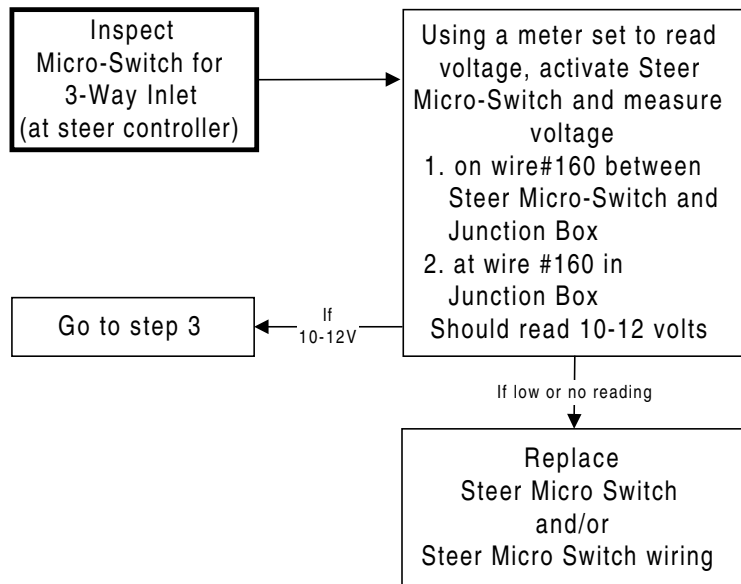 Inspect
Micro-Switch for
3-Way Inlet
(at steer controller)
Using a meter set to read
voltage, activate Steer
Micro-Switch and measure
voltage
1. on wire#160 between
Steer Micro-Switch and
Junction Box
2. at wire #160 in
Junction Box
Should read 10-12 volts
If
10-12V
Go to step 3
If low or no reading
Replace
Steer Micro Switch
and/or
Steer Micro Switch wiring